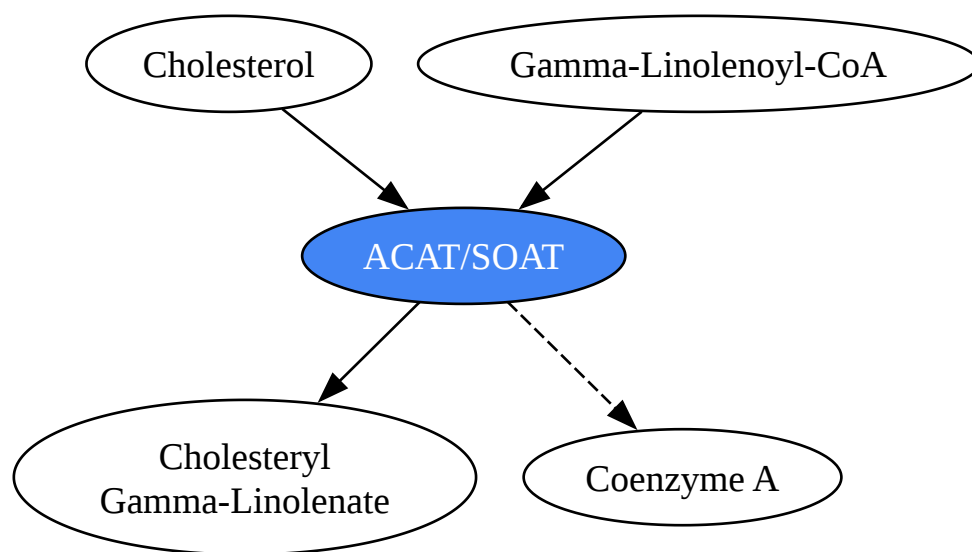 Cholesterol
Gamma-Linolenoyl-CoA
ACAT/SOAT
Cholesteryl
Gamma-Linolenate
Coenzyme A